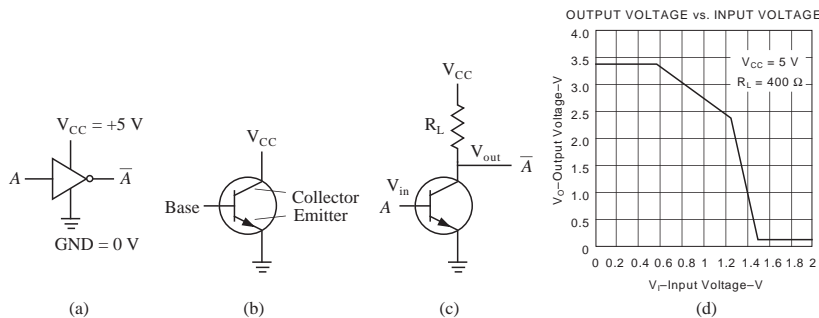 V_CC = +5 V
A
A̅
GND = 0 V
(a)
V_CC
Base
Collector
Emitter
(b)
V_CC
R_L
V_out
A̅
V_in
A
(c)
OUTPUT VOLTAGE vs. INPUT VOLTAGE
V_CC = 5 V
R_L = 400 Ω
V_O–Output Voltage–V
4.0
3.5
3.0
2.5
2.0
1.5
1.0
0.5
0.0
0 0.2 0.4 0.6 0.8 1 1.2 1.4 1.6 1.8 2
V_I–Input Voltage–V
(d)